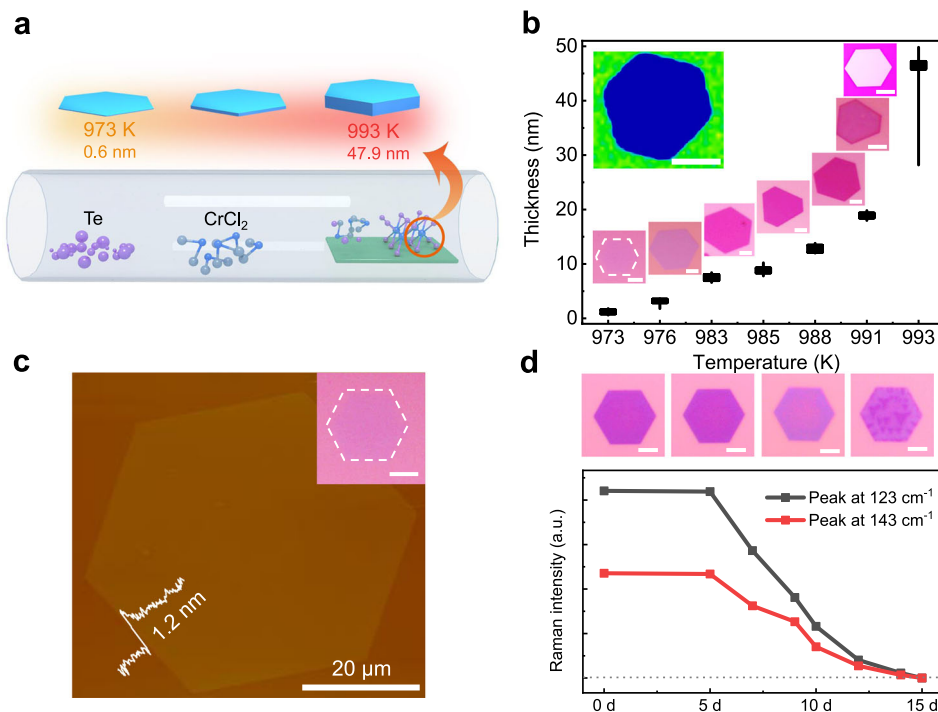 a
973 K
0.6 nm
993 K
47.9 nm
Te
CrCl₂
b
Thickness (nm)
50
40
30
20
10
0
973 976 983 985 988 991 993
Temperature (K)
c
1.2 nm
20 μm
d
Raman intensity (a.u.)
Peak at 123 cm⁻¹
Peak at 143 cm⁻¹
0 d 5 d 10 d 15 d